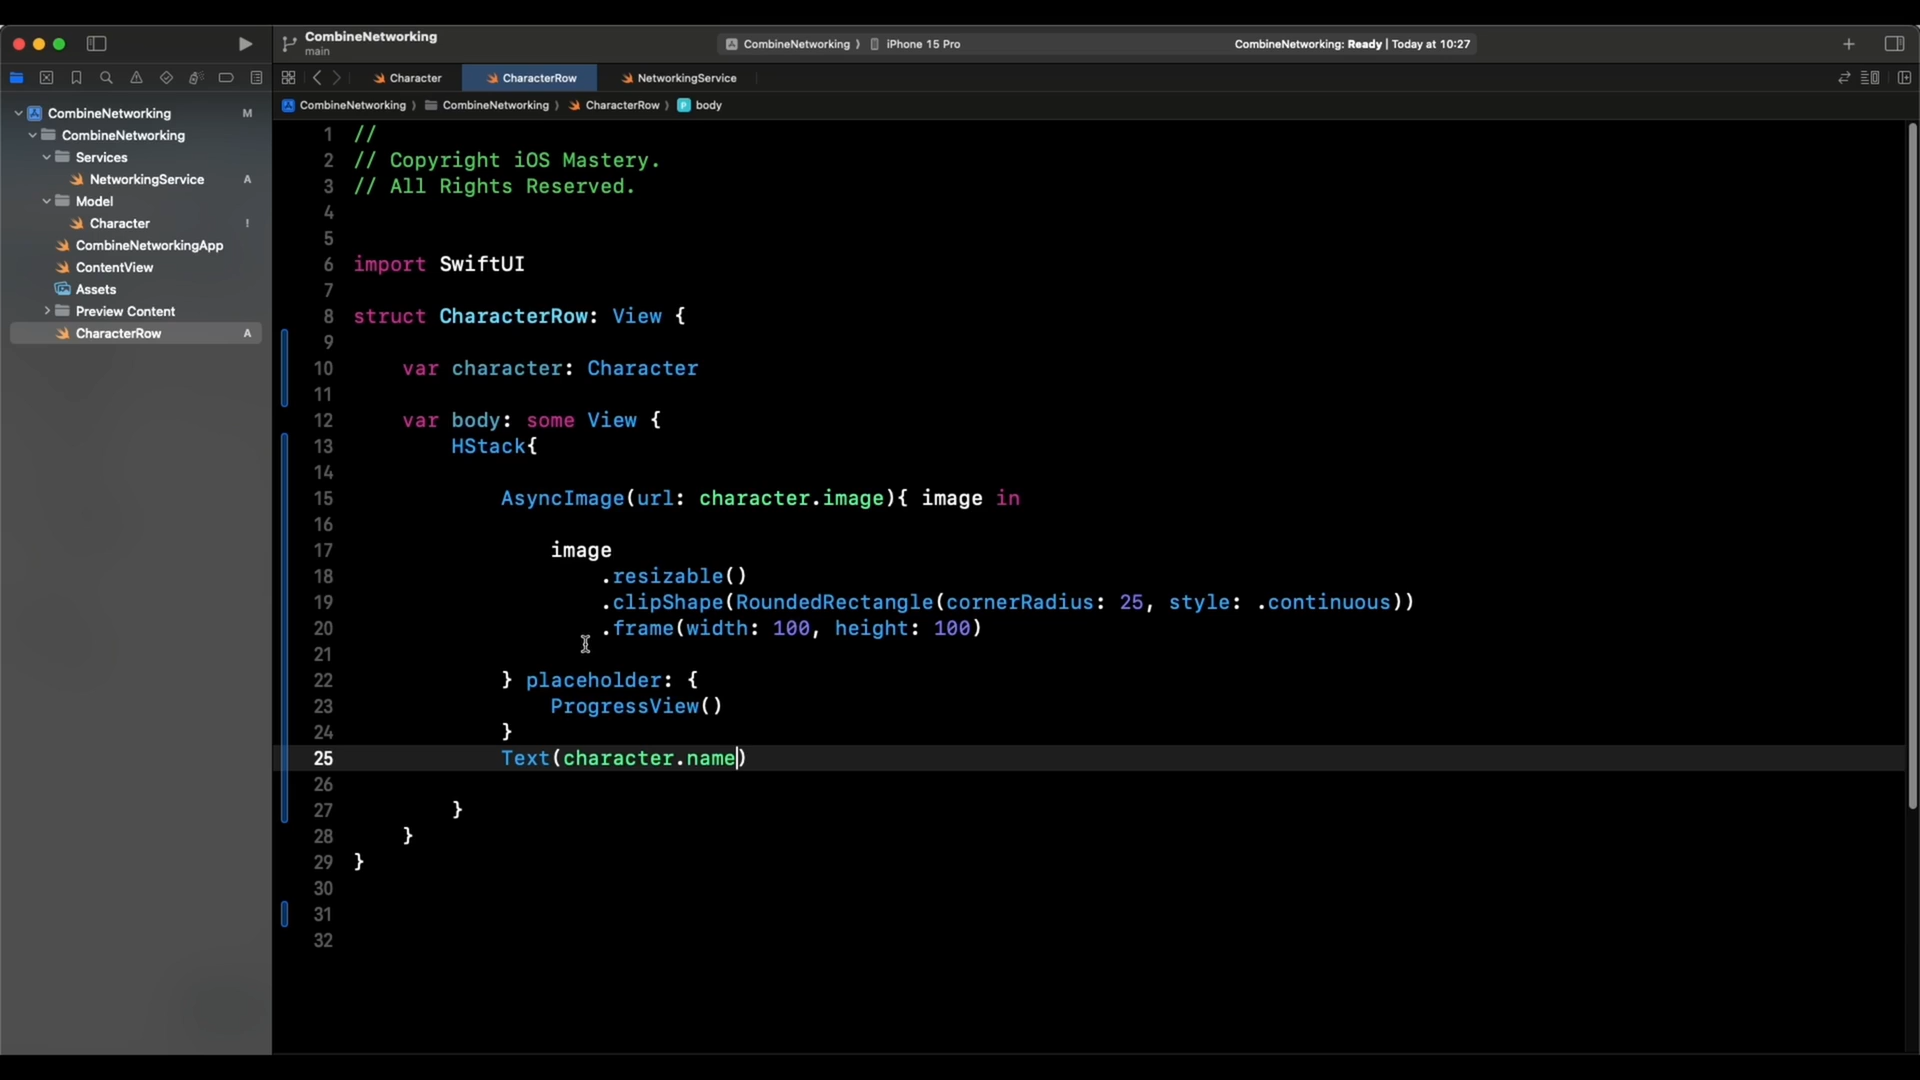 CombineNetworking
main
CombineNetworking 〉 iPhone 15 Pro
CombineNetworking: Ready | Today at 10:27
Character
CharacterRow
NetworkingService
CombineNetworking 〉 CombineNetworking 〉 CharacterRow 〉 P body
CombineNetworking M
CombineNetworking
Services
NetworkingService A
Model
Character !
CombineNetworkingApp
ContentView
Assets
Preview Content
CharacterRow A
1 //
2 // Copyright iOS Mastery.
3 // All Rights Reserved.
4
5
6 import SwiftUI
7
8 struct CharacterRow: View {
9
10 var character: Character
11
12 var body: some View {
13 HStack{
14
15 AsyncImage(url: character.image){ image in
16
17 image
18 .resizable()
19 .clipShape(RoundedRectangle(cornerRadius: 25, style: .continuous))
20 .frame(width: 100, height: 100)
21
22 } placeholder: {
23 ProgressView()
24 }
25 Text(character.name)
26
27 }
28 }
29 }
30
31
32